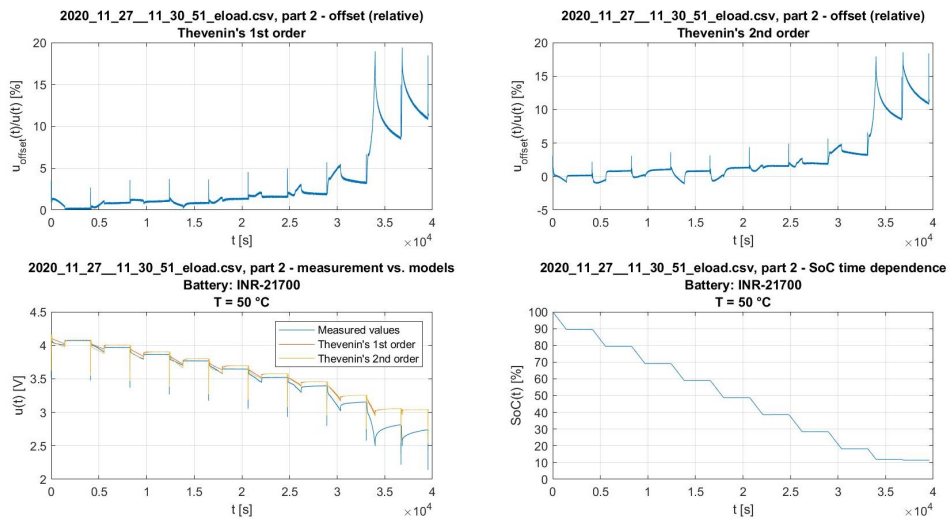 2020_11_27__11_30_51_eload.csv, part 2 - offset (relative)
Thevenin's 1st order
20
15
10
5
0
u_offset(t)/u(t) [%]
0 0.5 1 1.5 2 2.5 3 3.5 4
t [s]
×10^4
2020_11_27__11_30_51_eload.csv, part 2 - offset (relative)
Thevenin's 2nd order
20
15
10
5
0
-5
u_offset(t)/u(t) [%]
0 0.5 1 1.5 2 2.5 3 3.5 4
t [s]
×10^4
2020_11_27__11_30_51_eload.csv, part 2 - measurement vs. models
Battery: INR-21700
T = 50 °C
4.5
4
3.5
3
2.5
2
u(t) [V]
Measured values
Thevenin's 1st order
Thevenin's 2nd order
0 0.5 1 1.5 2 2.5 3 3.5 4
t [s]
×10^4
2020_11_27__11_30_51_eload.csv, part 2 - SoC time dependence
Battery: INR-21700
T = 50 °C
100
90
80
70
60
50
40
30
20
10
0
SoC(t) [%]
0 0.5 1 1.5 2 2.5 3 3.5 4
t [s]
×10^4